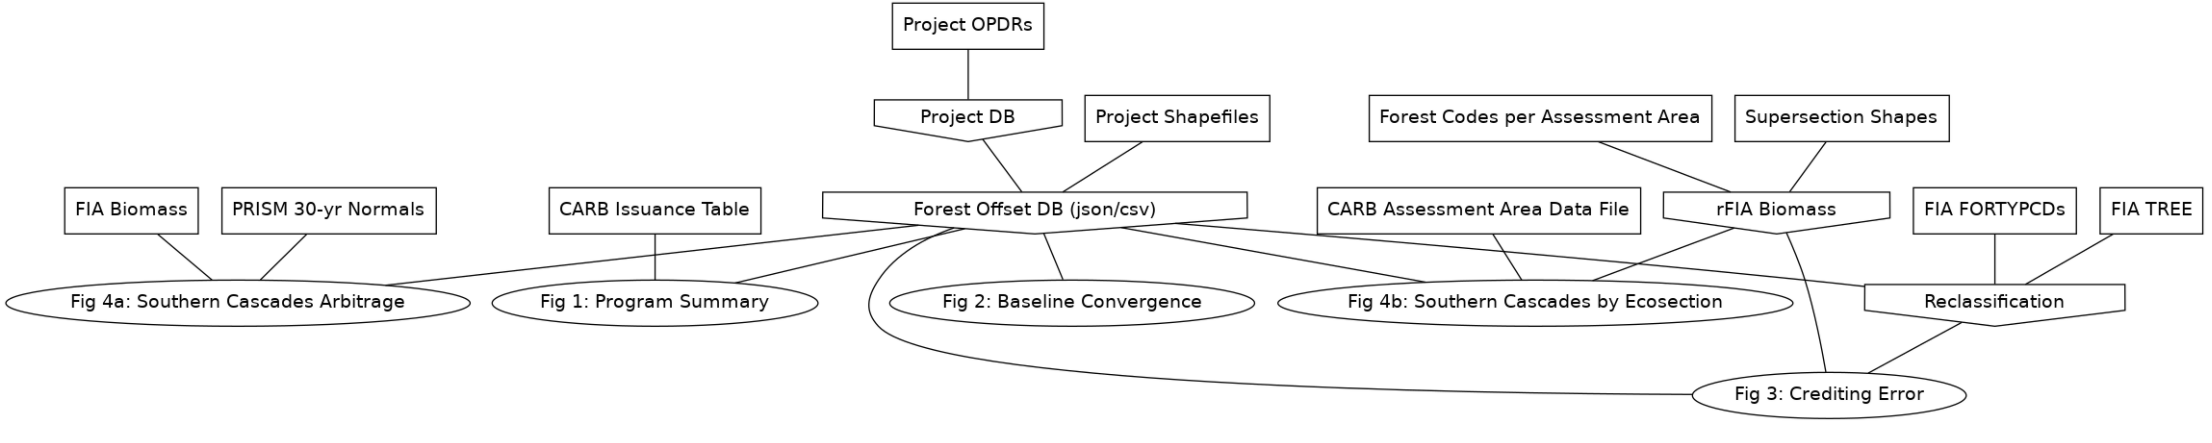 Project OPDRs
Project DB
Project Shapefiles
Forest Codes per Assessment Area
Supersection Shapes
FIA Biomass
PRISM 30-yr Normals
CARB Issuance Table
Forest Offset DB (json/csv)
CARB Assessment Area Data File
rFIA Biomass
FIA FORTYPCDs
FIA TREE
Fig 4a: Southern Cascades Arbitrage
Fig 1: Program Summary
Fig 2: Baseline Convergence
Fig 4b: Southern Cascades by Ecosection
Reclassification
Fig 3: Crediting Error